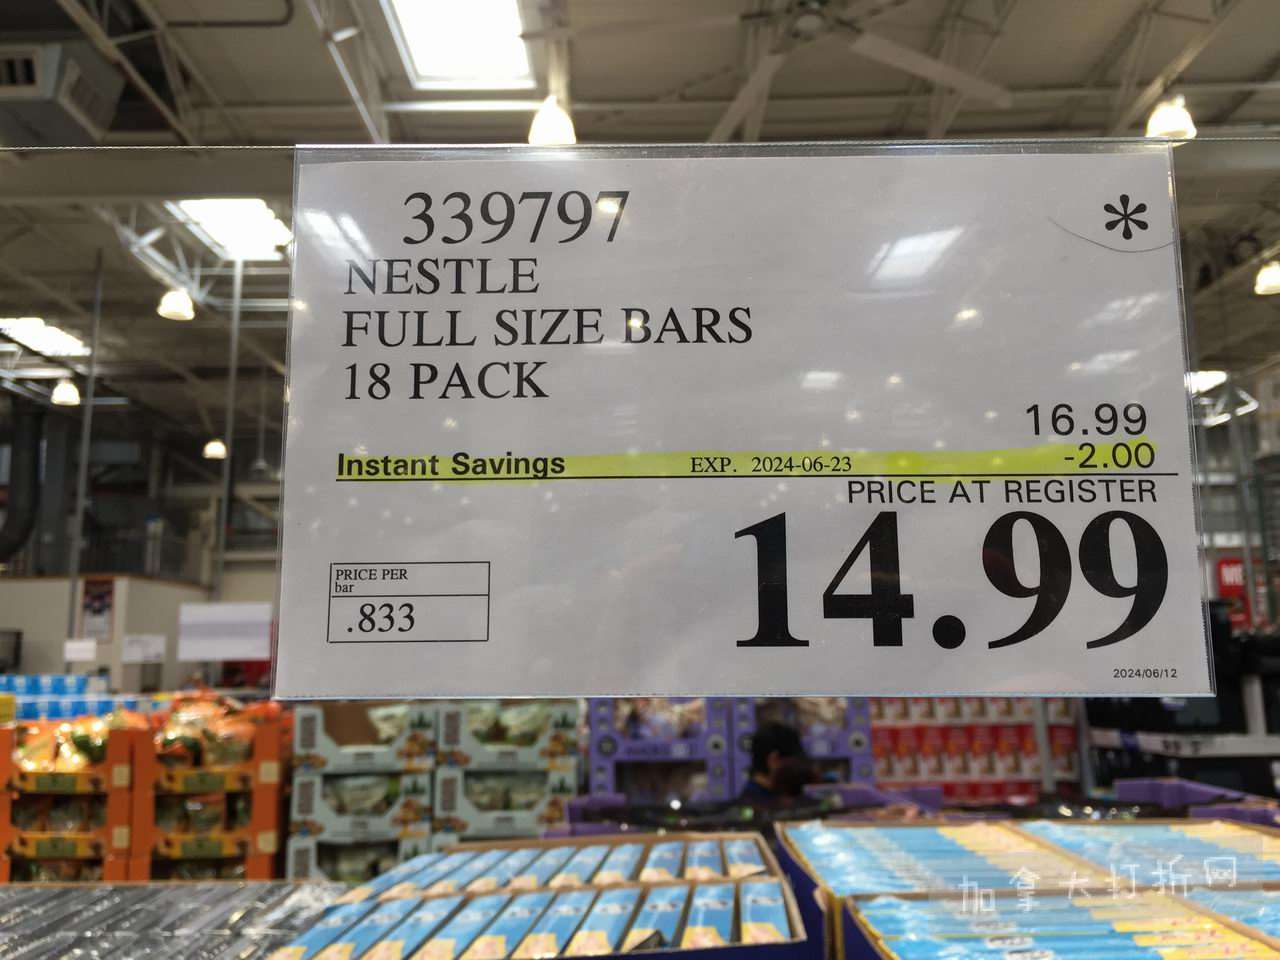 339797
*
NESTLE
FULL SIZE BARS
18 PACK
16.99
Instant Savings EXP. 2024-06-23 -2.00
PRICE AT REGISTER
14.99
PRICE PER
bar
.833
2024/06/12
加拿大打折网